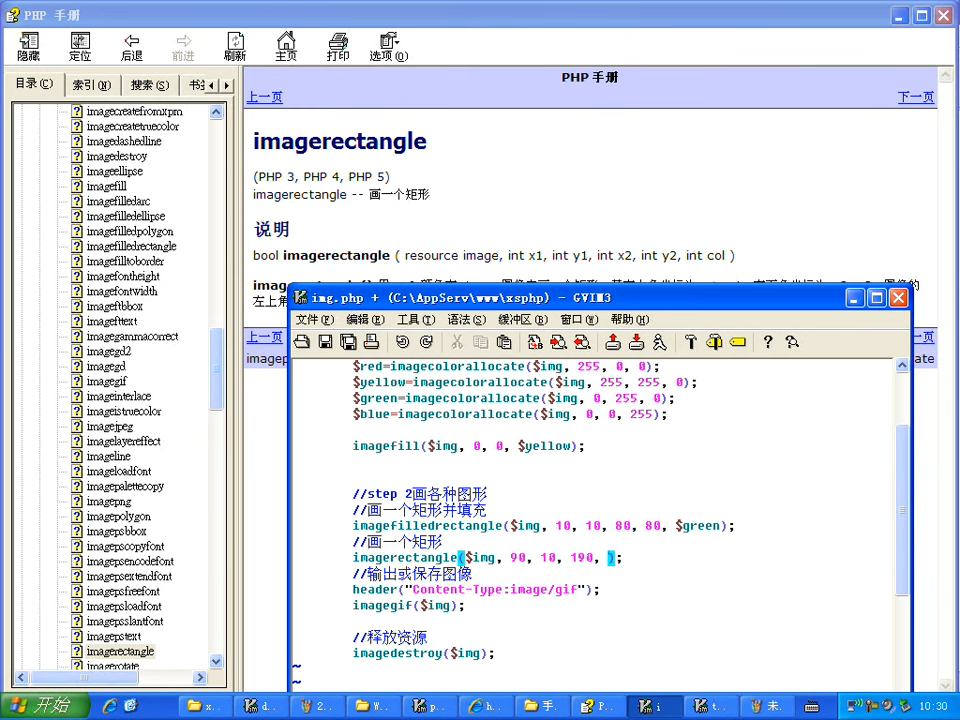 PHP 手册
隐藏 定位 后退 前进 刷新 主页 打印 选项(O)
目录(C) 索引(N) 搜索(S) 书签
imagecreatefromxpm
imagecreatetruecolor
imagedashedline
imagedestroy
imageellipse
imagefill
imagefilledarc
imagefilledellipse
imagefilledpolygon
imagefilledrectangle
imagefilltoborder
imagefontheight
imagefontwidth
imageftbbox
imagefttext
imagegammacorrect
imagegd2
imagegd
imagegif
imageinterlace
imageistruecolor
imagejpeg
imagelayereffect
imageline
imageloadfont
imagepalettecopy
imagepng
imagepolygon
imagepsbbox
imagepscopyfont
imagepsencodefont
imagepsextendfont
imagepsfreefont
imagepsloadfont
imagepsslantfont
imagepstext
imagerectangle
imagerotate
PHP 手册
上一页 下一页
imagerectangle
(PHP 3, PHP 4, PHP 5)
imagerectangle -- 画一个矩形
说明
bool imagerectangle ( resource image, int x1, int y1, int x2, int y2, int col )
左上角
上一页
imagep
img.php + (C:\AppServ\www\xsphp) - GVIM3
文件(F) 编辑(E) 工具(T) 语法(S) 缓冲区(B) 窗口(W) 帮助(H)
$red=imagecolorallocate($img, 255, 0, 0);
$yellow=imagecolorallocate($img, 255, 255, 0);
$green=imagecolorallocate($img, 0, 255, 0);
$blue=imagecolorallocate($img, 0, 0, 255);
imagefill($img, 0, 0, $yellow);
//step 2画各种图形
//画一个矩形并填充
imagefilledrectangle($img, 10, 10, 80, 80, $green);
//画一个矩形
imagerectangle($img, 90, 10, 190, );
//输出或保存图像
header("Content-Type:image/gif");
imagegif($img);
//释放资源
imagedestroy($img);
~
~
开始 x... d... 2... W... p... h... 手... P... i t... 未... 10:30